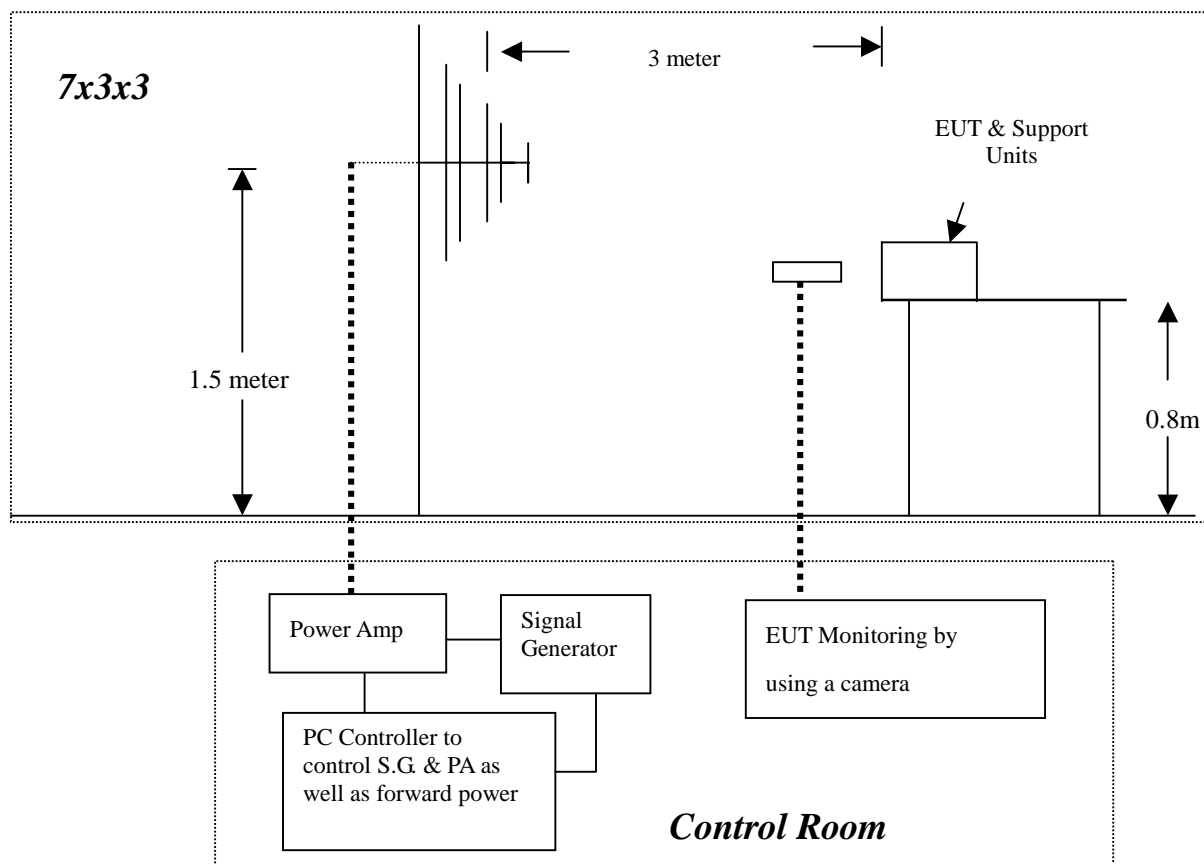 7x3x3
3 meter
EUT & Support
Units
1.5 meter
0.8m
Power Amp
Signal
Generator
EUT Monitoring by
using a camera
PC Controller to
control S.G. & PA as
well as forward power
Control Room